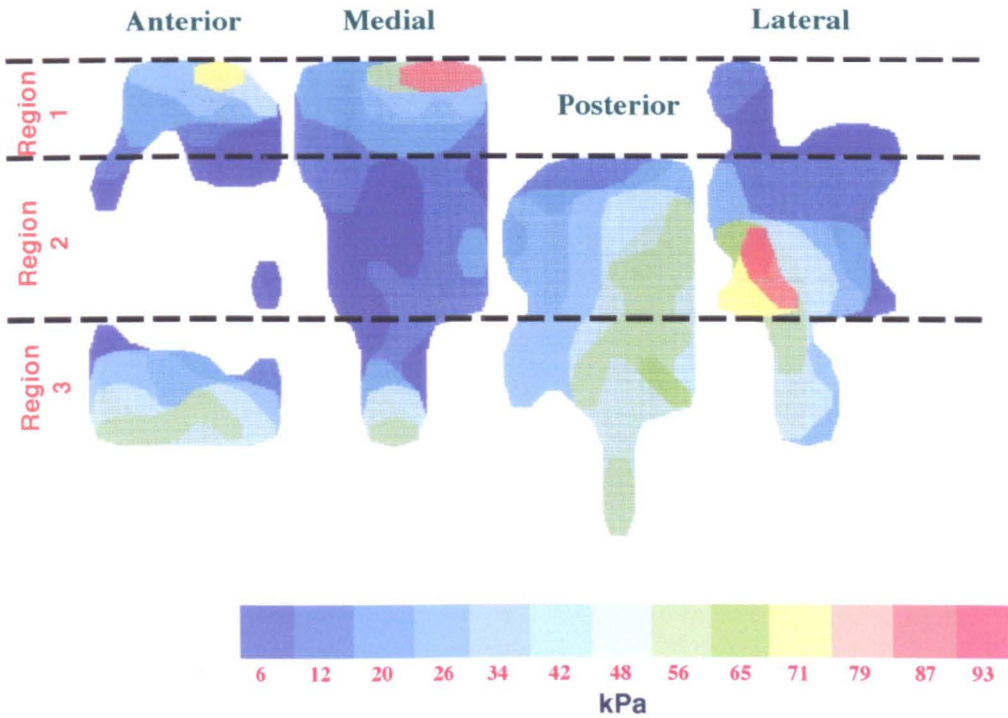 Anterior Medial Lateral
Region 1
Posterior
Region 2
Region 3
6 12 20 26 34 42 48 56 65 71 79 87 93
kPa